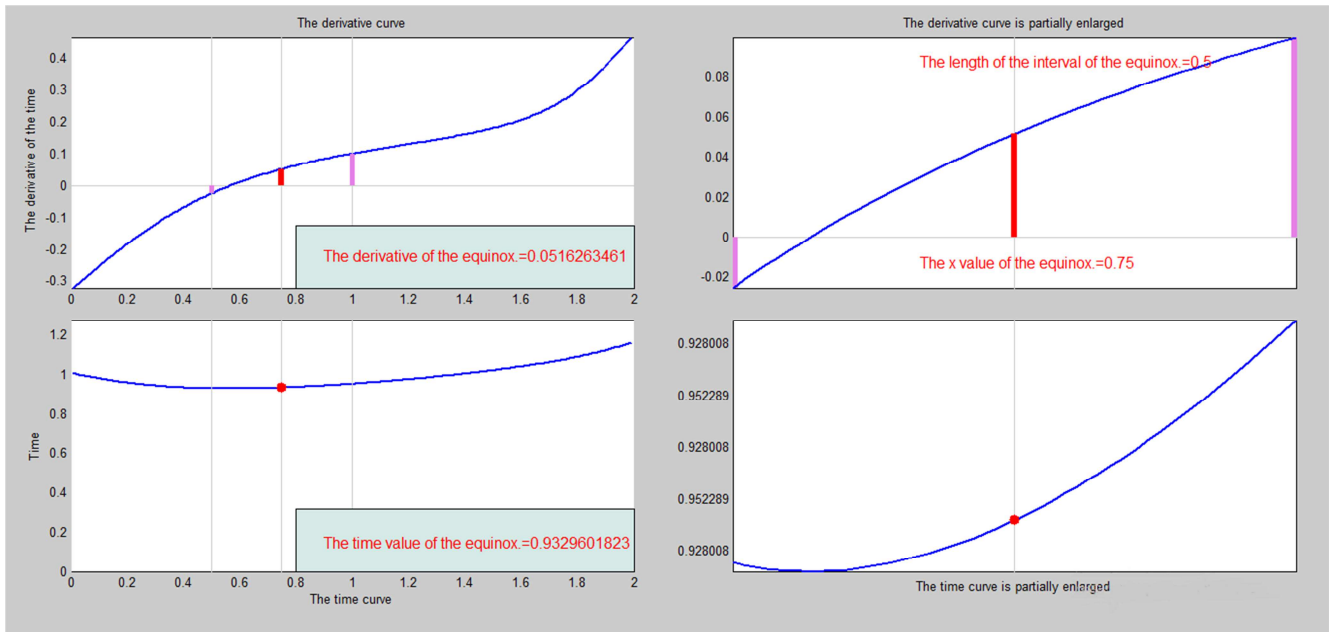 The derivative curve
The derivative of the time
0.4
0.3
0.2
0.1
0
-0.1
-0.2
-0.3
The derivative of the equinox.=0.0516263461
0 0.2 0.4 0.6 0.8 1 1.2 1.4 1.6 1.8 2
The derivative curve is partially enlarged
0.08
0.06
0.04
0.02
0
-0.02
The length of the interval of the equinox.=0.5
The x value of the equinox.=0.75
Time
1.2
1
0.8
0.6
0.4
0.2
0
The time value of the equinox.=0.9329601823
0 0.2 0.4 0.6 0.8 1 1.2 1.4 1.6 1.8 2
The time curve
0.928008
0.952289
0.928008
0.952289
0.928008
The time curve is partially enlarged